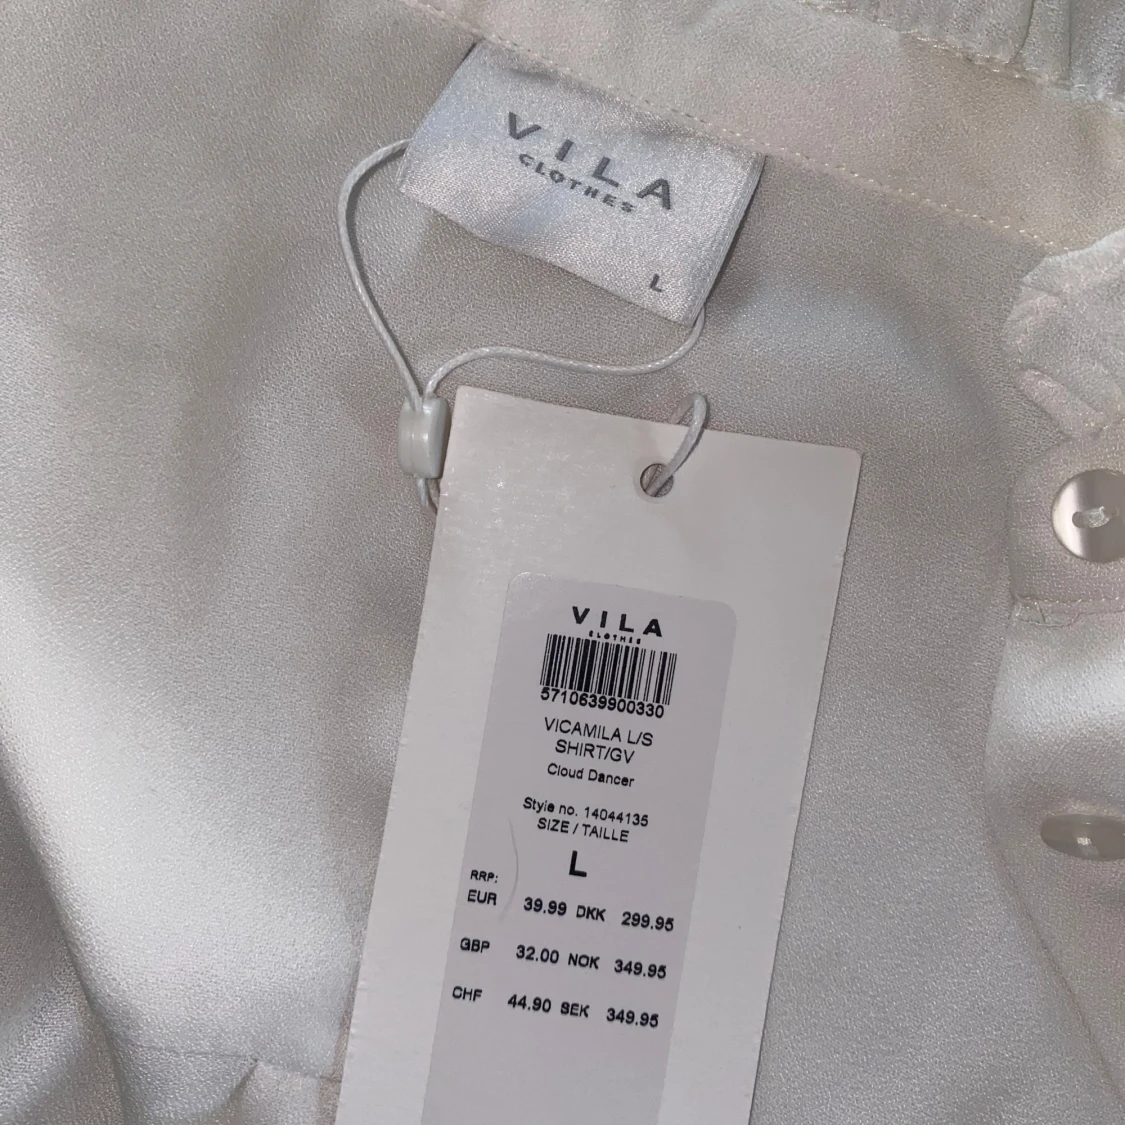 VILA
CLOTHES
L
VILA
CLOTHES
5710639900330
VICAMILA L/S
SHIRT/GV
Cloud Dancer
Style no. 14044135
SIZE / TAILLE
L
RRP:
EUR 39.99 DKK 299.95
GBP 32.00 NOK 349.95
CHF 44.90 SEK 349.95